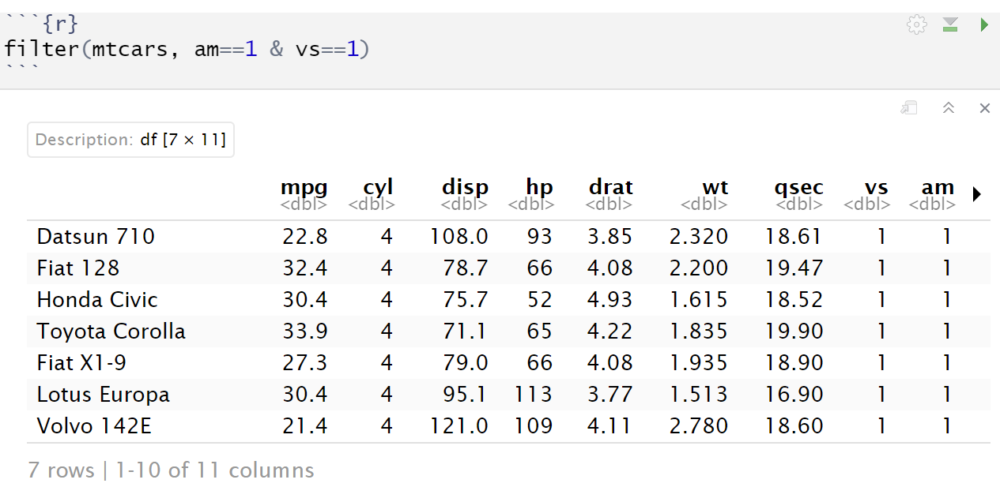 ```{r}
filter(mtcars, am==1 & vs==1)
```
Description: df [7 × 11]
mpg cyl disp hp drat wt qsec vs am
<dbl> <dbl> <dbl> <dbl> <dbl> <dbl> <dbl> <dbl> <dbl>
Datsun 710 22.8 4 108.0 93 3.85 2.320 18.61 1 1
Fiat 128 32.4 4 78.7 66 4.08 2.200 19.47 1 1
Honda Civic 30.4 4 75.7 52 4.93 1.615 18.52 1 1
Toyota Corolla 33.9 4 71.1 65 4.22 1.835 19.90 1 1
Fiat X1-9 27.3 4 79.0 66 4.08 1.935 18.90 1 1
Lotus Europa 30.4 4 95.1 113 3.77 1.513 16.90 1 1
Volvo 142E 21.4 4 121.0 109 4.11 2.780 18.60 1 1
7 rows | 1-10 of 11 columns